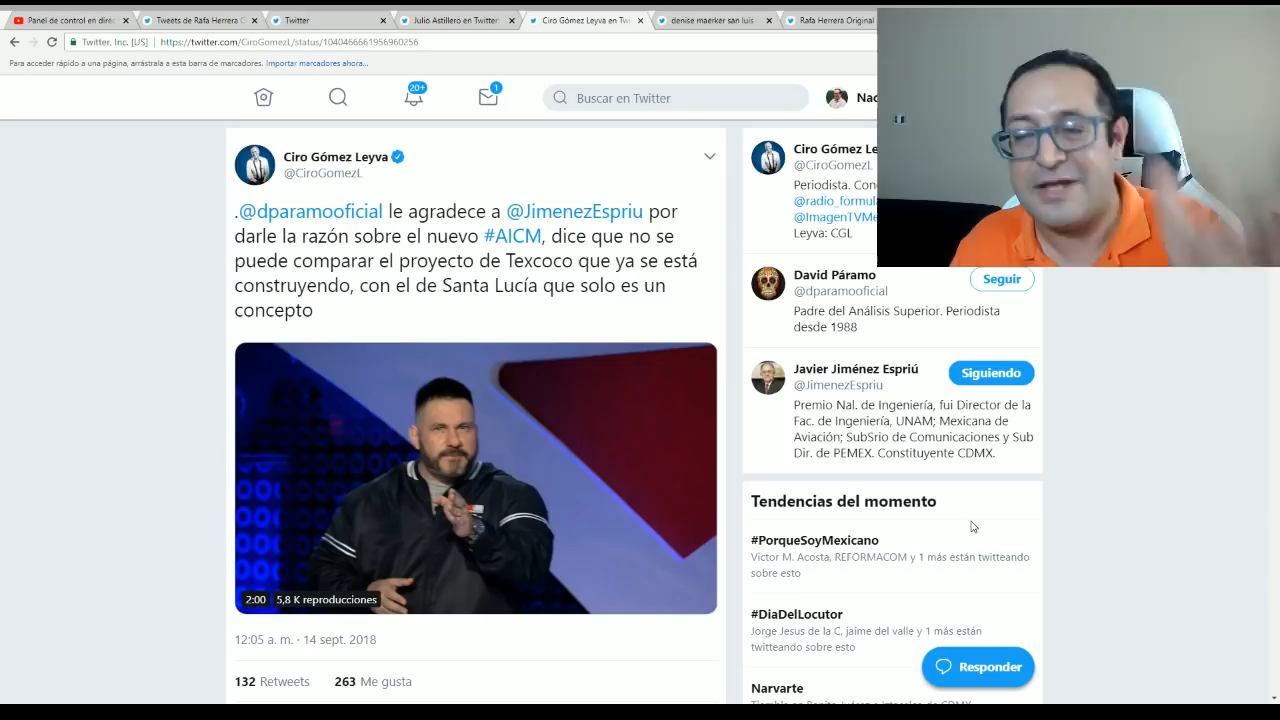 Panel de control en direc
Tweets de Rafa Herrera O
Twitter
Julio Astillero en Twitter:
Ciro Gómez Leyva en Tw
denise maerker san luis
Rafa Herrera Original
Twitter, Inc. [US]
https://twitter.com/CiroGomezL/status/1040466661956960256
Para acceder rápido a una página, arrástrala a esta barra de marcadores. Importar marcadores ahora...
20+
1
Buscar en Twitter
Nac
Ciro Gómez Leyva
@CiroGomezL
.@dparamooficial le agradece a @JimenezEspriu por
darle la razón sobre el nuevo #AICM, dice que no se
puede comparar el proyecto de Texcoco que ya se está
construyendo, con el de Santa Lucía que solo es un
concepto
2:00 5,8 K reproducciones
12:05 a. m. · 14 sept. 2018
132 Retweets 263 Me gusta
Ciro Gómez Le
@CiroGomezL
Periodista. Con
@radio_formula
@ImagenTVMe
Leyva: CGL
David Páramo
@dparamooficial
Seguir
Padre del Análisis Superior. Periodista
desde 1988
Javier Jiménez Espriú
@JimenezEspriu
Siguiendo
Premio Nal. de Ingeniería, fui Director de la
Fac. de Ingeniería, UNAM; Mexicana de
Aviación; SubSrio de Comunicaciones y Sub
Dir. de PEMEX. Constituyente CDMX.
Tendencias del momento
#PorqueSoyMexicano
Victor M. Acosta, REFORMACOM y 1 más están twitteando
sobre esto
#DiaDelLocutor
Jorge Jesus de la C, jaime del valle y 1 más están
twitteando sobre esto
Responder
Narvarte